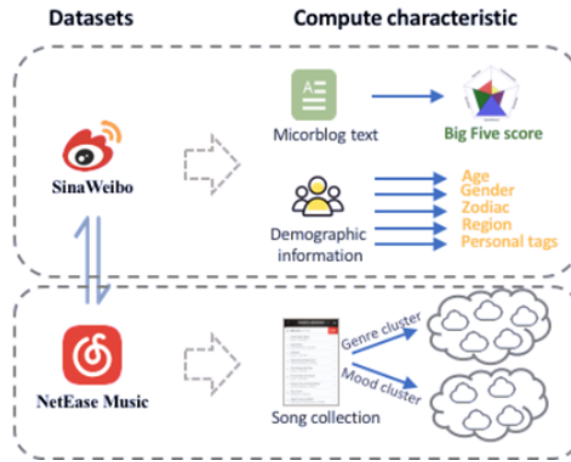 Datasets
Compute characteristic
SinaWeibo
Micorblog text
Big Five score
Demographic
information
Age
Gender
Zodiac
Region
Personal tags
NetEase Music
Song collection
Genre cluster
Mood cluster